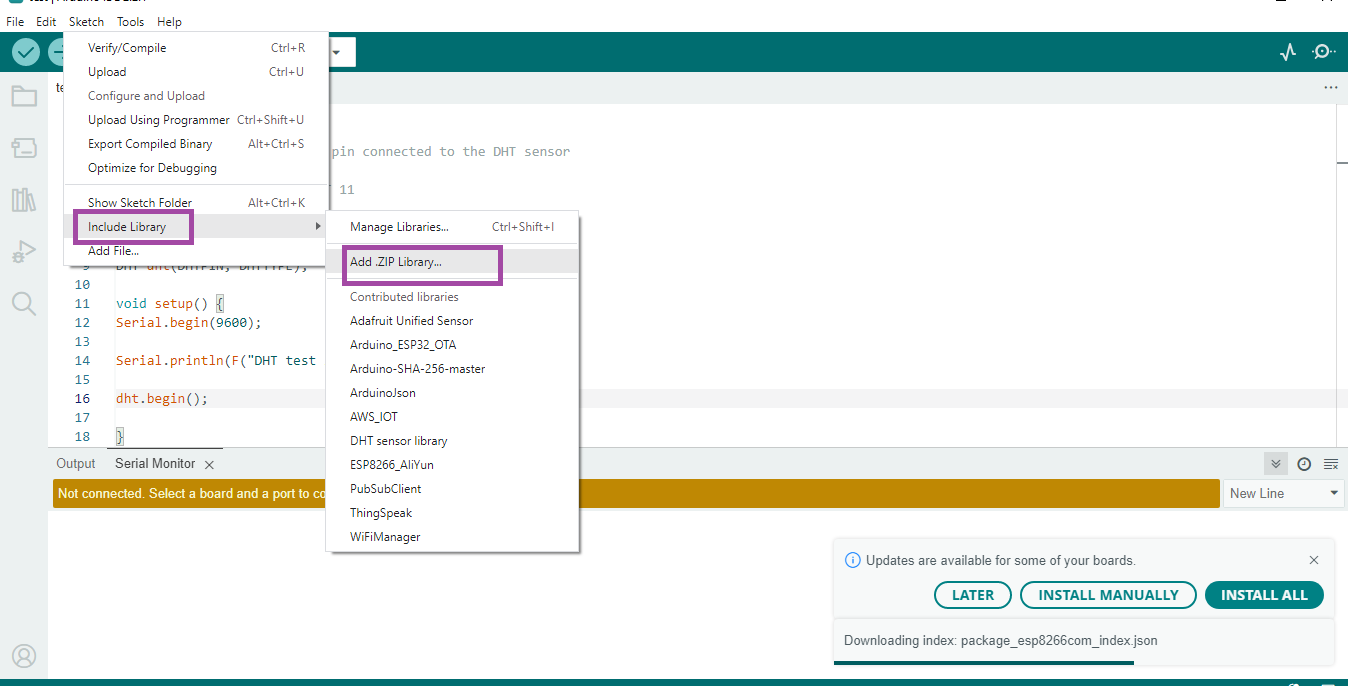 File Edit Sketch Tools Help
Verify/Compile Ctrl+R
Upload Ctrl+U
Configure and Upload
Upload Using Programmer Ctrl+Shift+U
Export Compiled Binary Alt+Ctrl+S
Optimize for Debugging
Show Sketch Folder Alt+Ctrl+K
Include Library
Add File...
Manage Libraries... Ctrl+Shift+I
Add .ZIP Library...
Contributed libraries
Adafruit Unified Sensor
Arduino_ESP32_OTA
Arduino-SHA-256-master
ArduinoJson
AWS_IOT
DHT sensor library
ESP8266_AliYun
PubSubClient
ThingSpeak
WiFiManager
pin connected to the DHT sensor
11
9 DHT dht(DHTPIN, DHTTYPE);
10
11 void setup() {
12 Serial.begin(9600);
13
14 Serial.println(F("DHT test
15
16 dht.begin();
17
18 }
Output Serial Monitor
Not connected. Select a board and a port to co
New Line
Updates are available for some of your boards.
LATER INSTALL MANUALLY INSTALL ALL
Downloading index: package_esp8266com_index.json